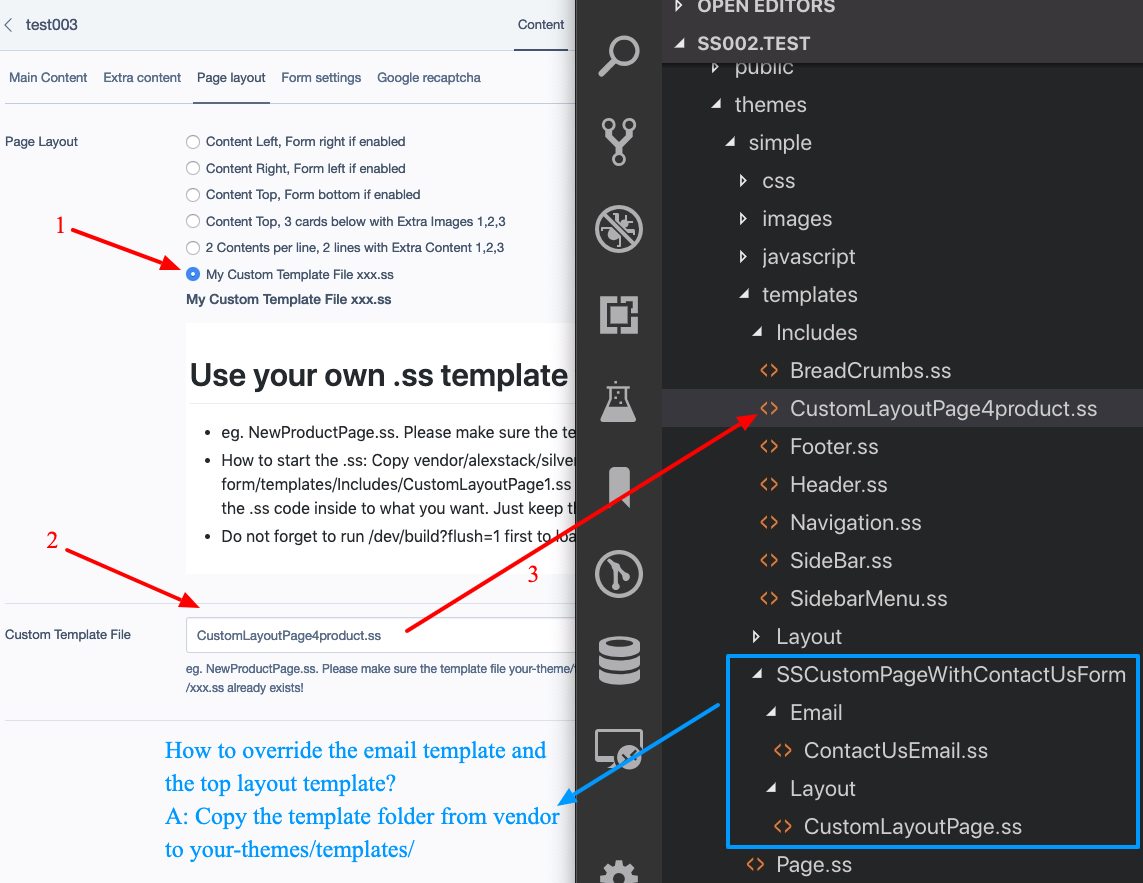 test003
Content
Main Content
Extra content
Page layout
Form settings
Google recaptcha
Page Layout
Content Left, Form right if enabled
Content Right, Form left if enabled
Content Top, Form bottom if enabled
Content Top, 3 cards below with Extra Images 1,2,3
2 Contents per line, 2 lines with Extra Content 1,2,3
1
My Custom Template File xxx.ss
My Custom Template File xxx.ss
Use your own .ss template
eg. NewProductPage.ss. Please make sure the te
How to start the .ss: Copy vendor/alexstack/silver
form/templates/Includes/CustomLayoutPage1.ss
the .ss code inside to what you want. Just keep th
Do not forget to run /dev/build?flush=1 first to loa
2
3
Custom Template File
CustomLayoutPage4product.ss
eg. NewProductPage.ss. Please make sure the template file your-theme/
/xxx.ss already exists!
How to override the email template and
the top layout template?
A: Copy the template folder from vendor
to your-themes/templates/
OPEN EDITORS
SS002.TEST
public
themes
simple
css
images
javascript
templates
Includes
BreadCrumbs.ss
CustomLayoutPage4product.ss
Footer.ss
Header.ss
Navigation.ss
SideBar.ss
SidebarMenu.ss
Layout
SSCustomPageWithContactUsForm
Email
ContactUsEmail.ss
Layout
CustomLayoutPage.ss
Page.ss